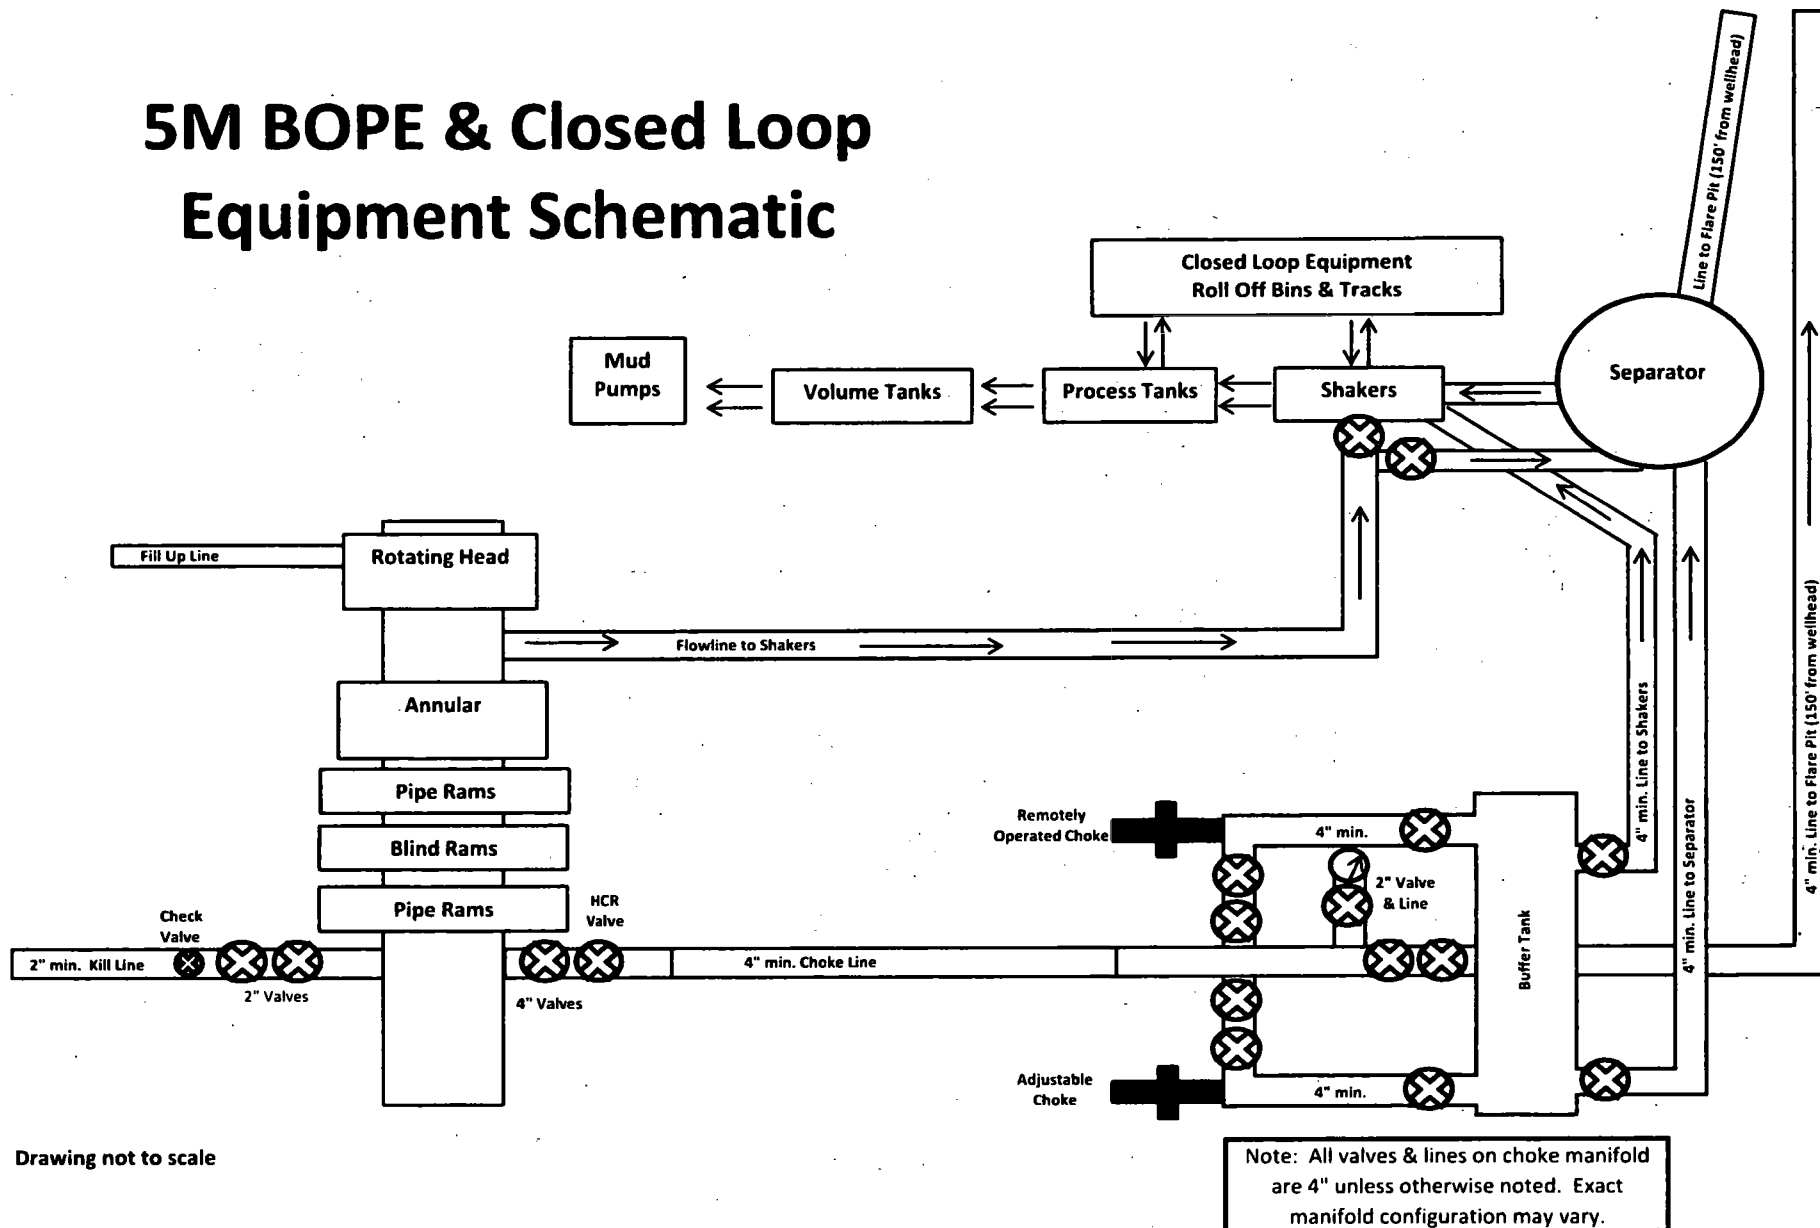 5M BOPE & Closed Loop
Equipment Schematic
Line to Flare Pit (150' from wellhead)
Closed Loop Equipment
Roll Off Bins & Tracks
Mud
Pumps
Volume Tanks
Process Tanks
Shakers
Separator
Fill Up Line
Rotating Head
Flowline to Shakers
Annular
Pipe Rams
Blind Rams
Pipe Rams
Check
Valve
HCR
Valve
2" min. Kill Line
2" Valves
4" Valves
4" min. Choke Line
Remotely
Operated Choke
4" min.
2" Valve
& Line
Adjustable
Choke
4" min.
Buffer Tank
4" min. Line to Shakers
4" min. Line to Separator
4" min. Line to Flare Pit (150' from wellhead)
Drawing not to scale
Note: All valves & lines on choke manifold
are 4" unless otherwise noted. Exact
manifold configuration may vary.